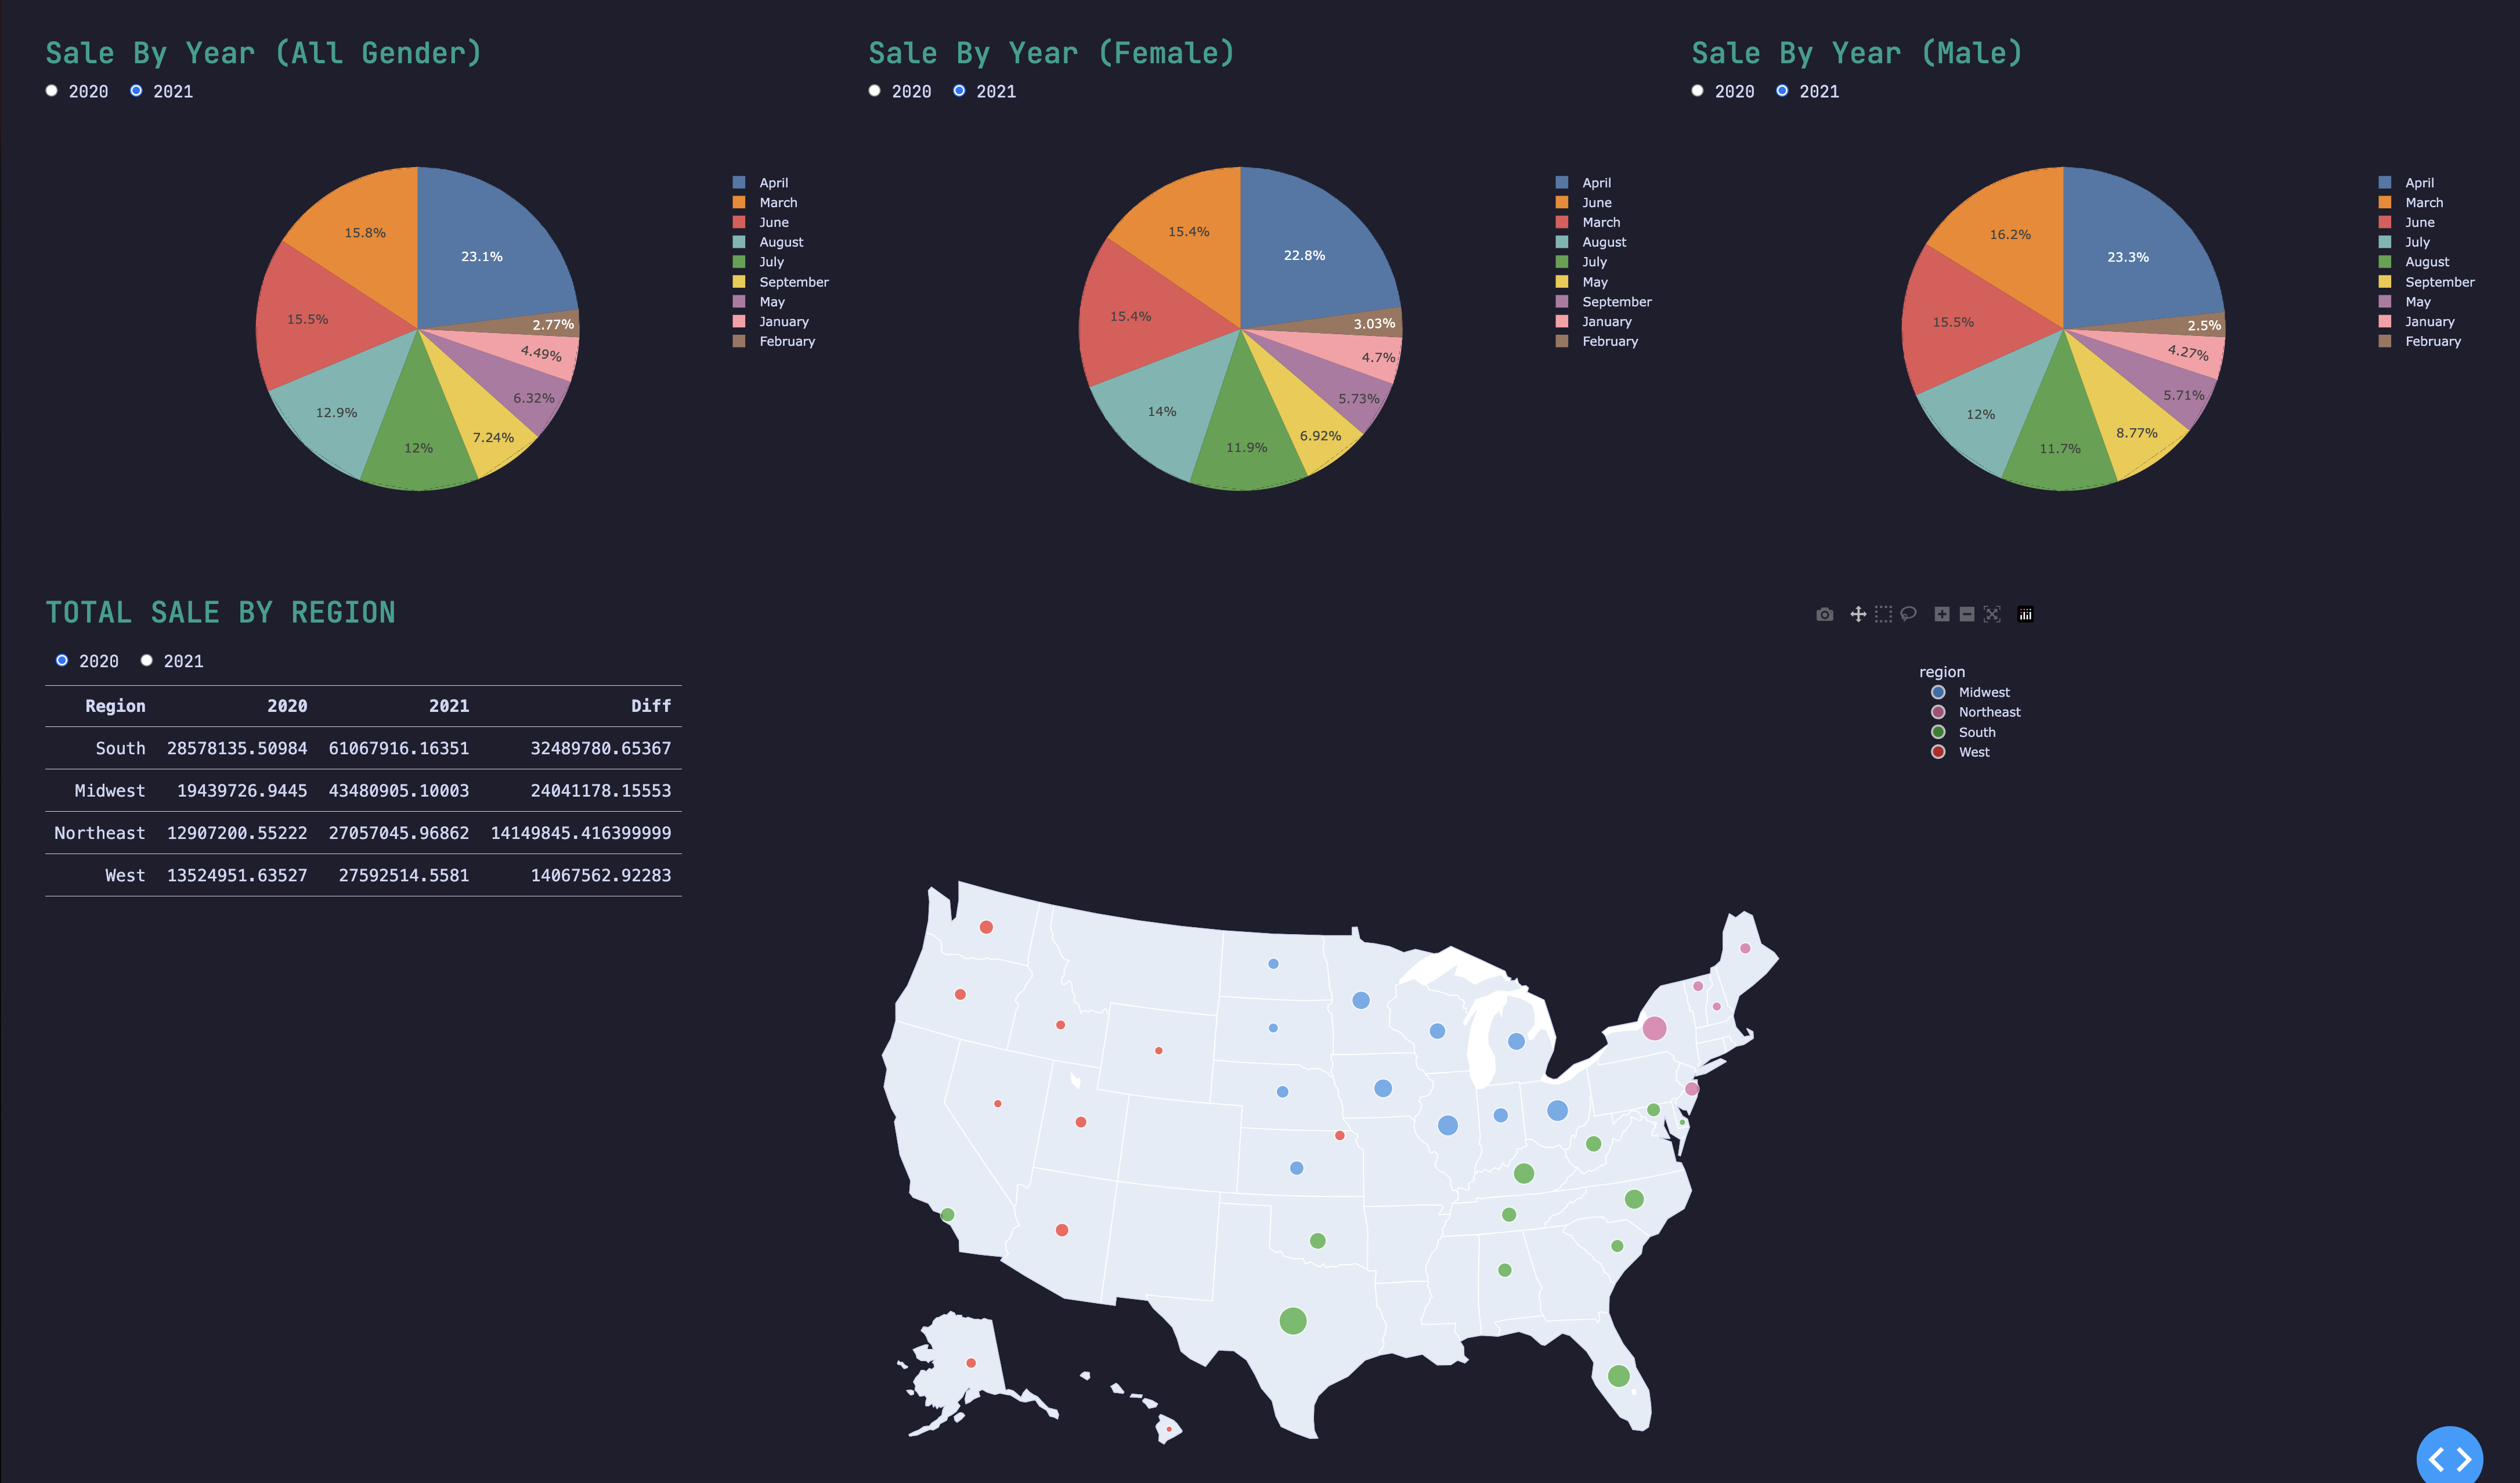 Sale By Year (All Gender)
2020 2021
23.1%
15.8%
15.5%
12.9%
12%
7.24%
6.32%
4.49%
2.77%
April
March
June
August
July
September
May
January
February
Sale By Year (Female)
2020 2021
22.8%
15.4%
15.4%
14%
11.9%
6.92%
5.73%
4.7%
3.03%
April
June
March
August
July
May
September
January
February
Sale By Year (Male)
2020 2021
23.3%
16.2%
15.5%
12%
11.7%
8.77%
5.71%
4.27%
2.5%
April
March
June
July
August
September
May
January
February
TOTAL SALE BY REGION
2020 2021
Region 2020 2021 Diff
South 28578135.50984 61067916.16351 32489780.65367
Midwest 19439726.9445 43480905.10003 24041178.15553
Northeast 12907200.55222 27057045.96862 14149845.416399999
West 13524951.63527 27592514.5581 14067562.92283
region
Midwest
Northeast
South
West